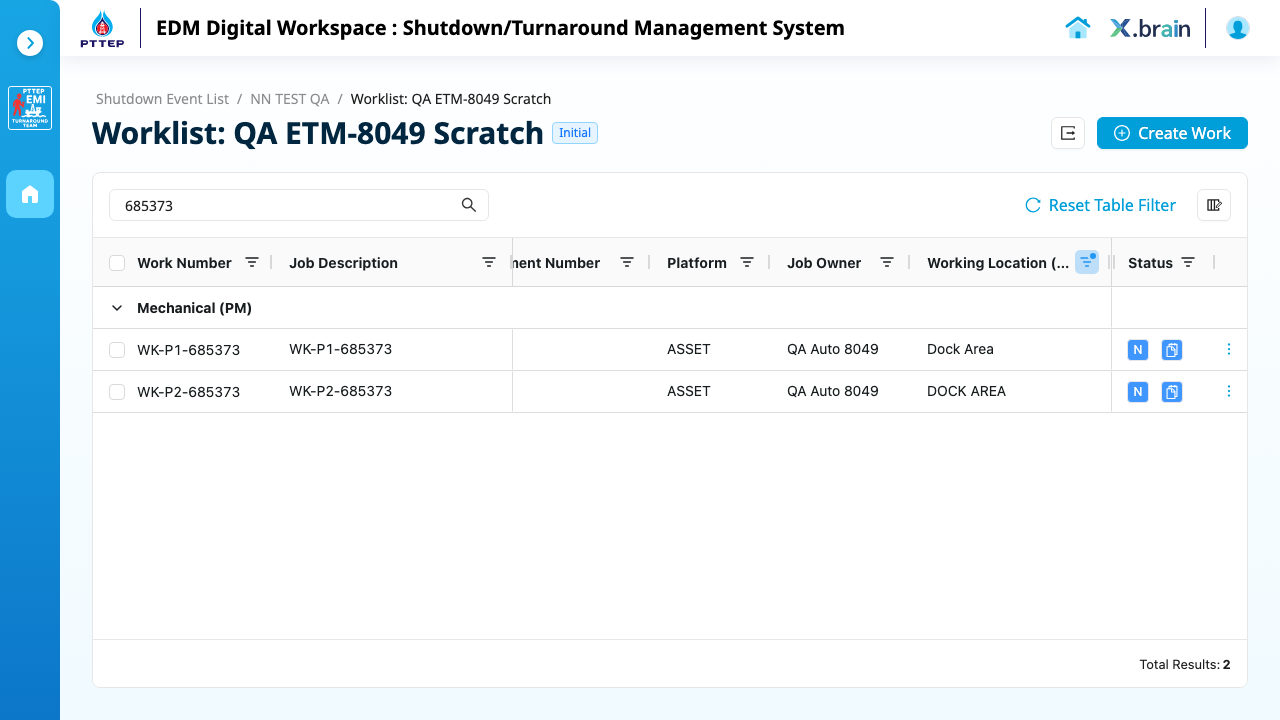 PTTEP
EDM Digital Workspace : Shutdown/Turnaround Management System
X.brain
PTTEP
EMI
TURNAROUND
TEAM
Shutdown Event List / NN TEST QA / Worklist: QA ETM-8049 Scratch
Worklist: QA ETM-8049 Scratch Initial
Create Work
685373
Reset Table Filter
Work Number Job Description nent Number Platform Job Owner Working Location (... Status
Mechanical (PM)
WK-P1-685373 WK-P1-685373 ASSET QA Auto 8049 Dock Area N
WK-P2-685373 WK-P2-685373 ASSET QA Auto 8049 DOCK AREA N
Total Results: 2